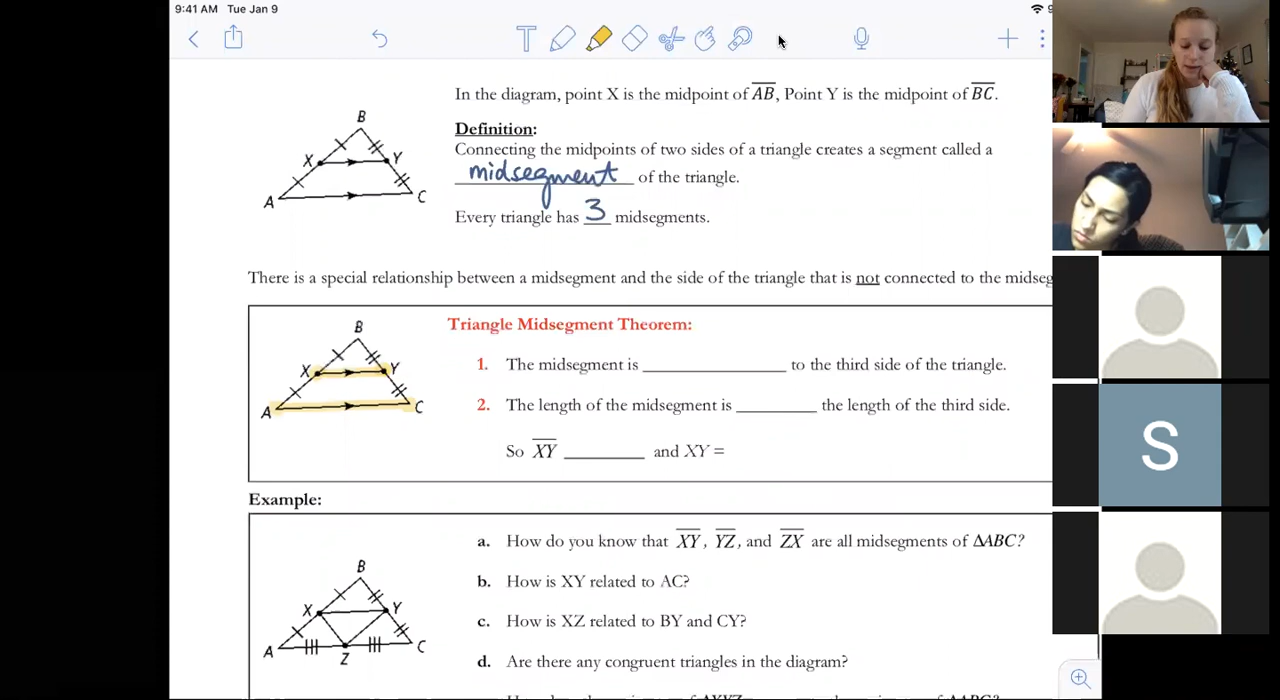 9:41 AM Tue Jan 9
In the diagram, point X is the midpoint of AB, Point Y is the midpoint of BC.
Definition:
Connecting the midpoints of two sides of a triangle creates a segment called a
midsegment of the triangle.
Every triangle has 3 midsegments.
B
X
Y
A
C
There is a special relationship between a midsegment and the side of the triangle that is not connected to the midseg
Triangle Midsegment Theorem:
1. The midsegment is ______________ to the third side of the triangle.
2. The length of the midsegment is ________ the length of the third side.
So XY ________ and XY =
B
X
Y
A
C
Example:
a. How do you know that XY, YZ, and ZX are all midsegments of ΔABC?
b. How is XY related to AC?
c. How is XZ related to BY and CY?
d. Are there any congruent triangles in the diagram?
B
X
Y
A
Z
C
S